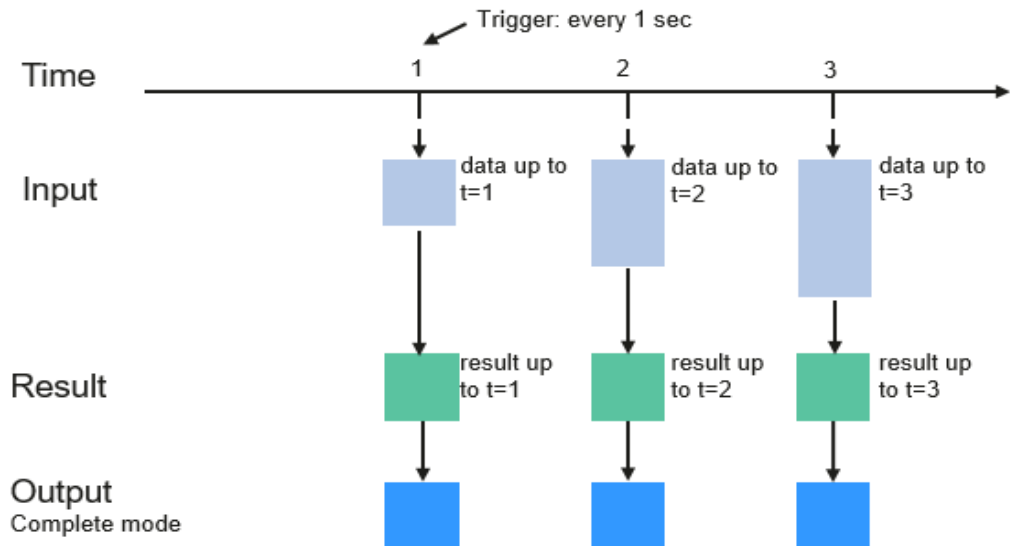 Trigger: every 1 sec
Time
1
2
3
Input
data up to
t=1
data up to
t=2
data up to
t=3
Result
result up
to t=1
result up
to t=2
result up
to t=3
Output
Complete mode